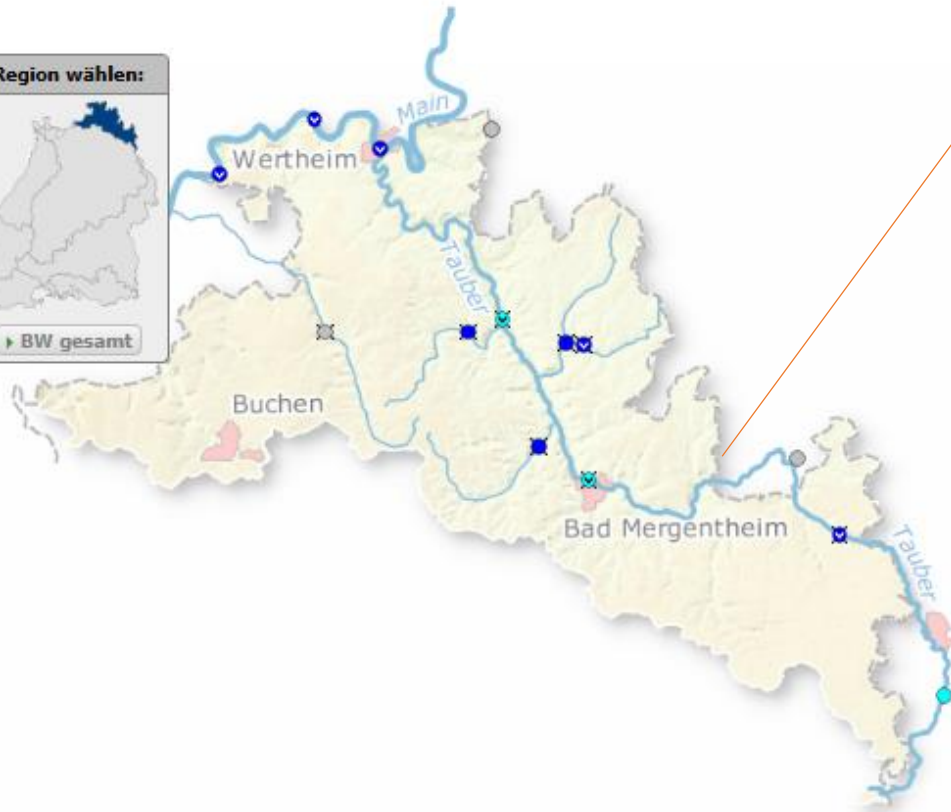 Region wählen:
BW gesamt
Main
Wertheim
Tauber
Buchen
Bad Mergentheim
Tauber